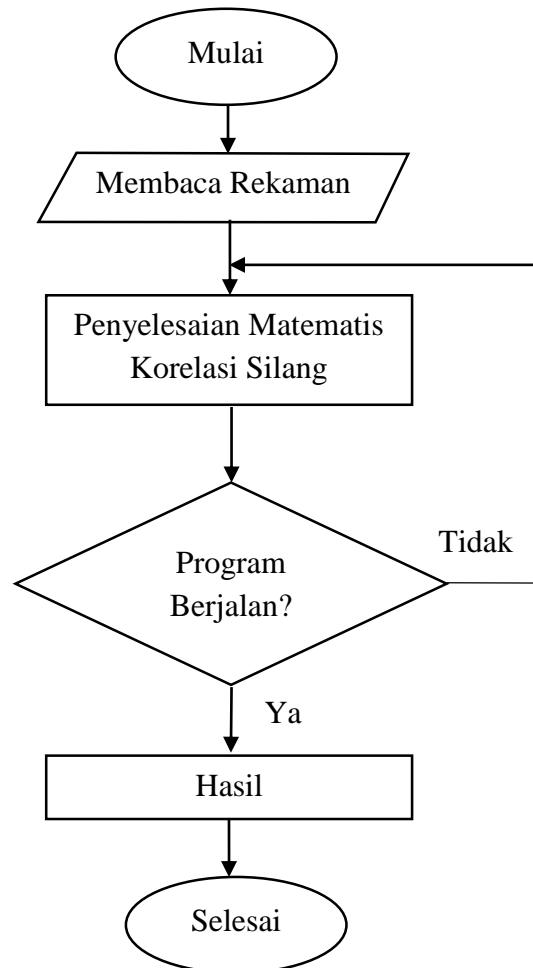 Mulai
Membaca Rekaman
Penyelesaian Matematis
Korelasi Silang
Tidak
Program
Berjalan?
Ya
Hasil
Selesai